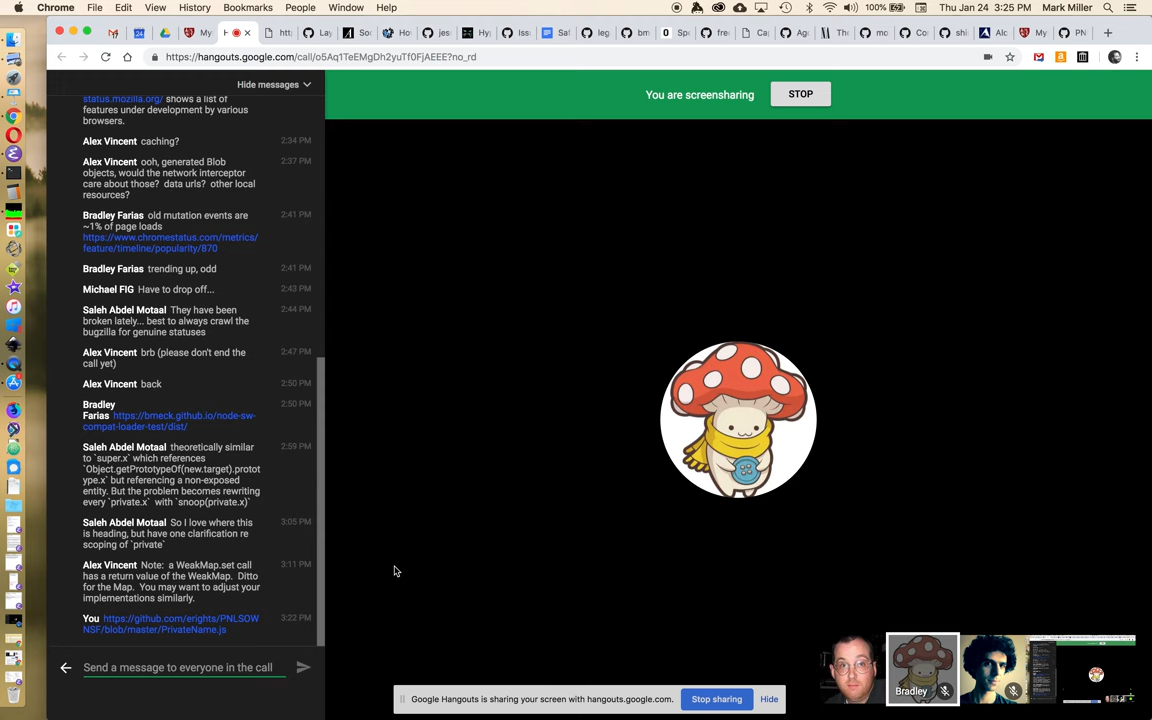 Chrome File Edit View History Bookmarks People Window Help 100% Thu Jan 24 3:25 PM Mark Miller
https://hangouts.google.com/call/o5Aq1TeEMgDh2yuTf0FjAEEE?no_rd
Hide messages
You are screensharing STOP
status.mozilla.org/ shows a list of
features under development by various
browsers.
Alex Vincent caching? 2:34 PM
Alex Vincent ooh, generated Blob 2:37 PM
objects, would the network interceptor
care about those? data urls? other local
resources?
Bradley Farias old mutation events are 2:41 PM
~1% of page loads
https://www.chromestatus.com/metrics/
feature/timeline/popularity/870
Bradley Farias trending up, odd 2:41 PM
Michael FIG Have to drop off... 2:43 PM
Saleh Abdel Motaal They have been 2:44 PM
broken lately... best to always crawl the
bugzilla for genuine statuses
Alex Vincent brb (please don't end the 2:47 PM
call yet)
Alex Vincent back 2:50 PM
Bradley 2:50 PM
Farias https://bmeck.github.io/node-sw-
compat-loader-test/dist/
Saleh Abdel Motaal theoretically similar 2:59 PM
to `super.x` which references
`Object.getPrototypeOf(new.target).protot
ype.x` but referencing a non-exposed
entity. But the problem becomes rewriting
every `private.x` with `snoop(private.x)`
Saleh Abdel Motaal So I love where this 3:05 PM
is heading, but have one clarification re
scoping of `private`
Alex Vincent Note: a WeakMap.set call 3:11 PM
has a return value of the WeakMap. Ditto
for the Map. You may want to adjust your
implementations similarly.
You https://github.com/erights/PNLSOW 3:22 PM
NSF/blob/master/PrivateName.js
Send a message to everyone in the call
Bradley
Google Hangouts is sharing your screen with hangouts.google.com. Stop sharing Hide